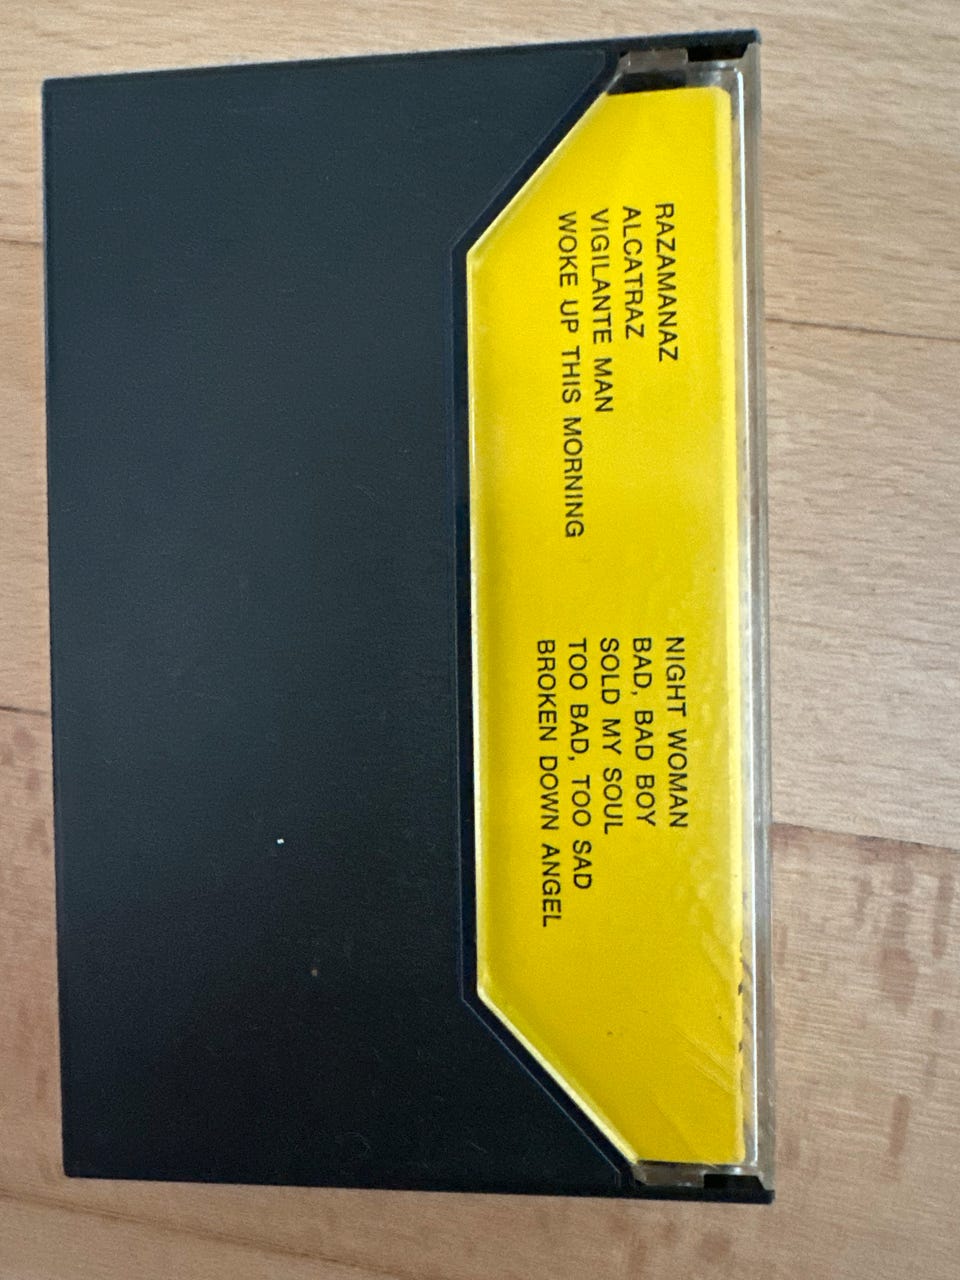 RAZAMANAZ
ALCATRAZ
VIGILANTE MAN
WOKE UP THIS MORNING
NIGHT WOMAN
BAD, BAD BOY
SOLD MY SOUL
TOO BAD, TOO SAD
BROKEN DOWN ANGEL